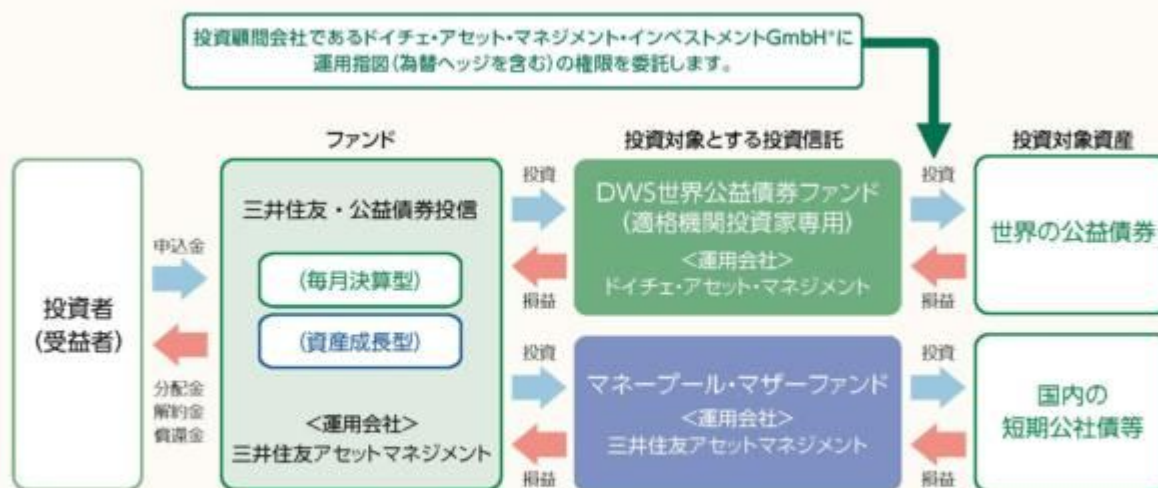 投資顧問会社であるドイチェ・アセット・マネジメント・インベストメントGmbH*に
運用指図(為替ヘッジを含む)の権限を委託します。
ファンド
投資対象とする投資信託
投資対象資産
投資者
(受益者)
申込金
分配金
解約金
償還金
三井住友・公益債券投信
(毎月決算型)
(資産成長型)
<運用会社>
三井住友アセットマネジメント
投資
損益
投資
損益
DWS世界公益債券ファンド
(適格機関投資家専用)
<運用会社>
ドイチェ・アセット・マネジメント
マネープール・マザーファンド
<運用会社>
三井住友アセットマネジメント
投資
損益
投資
損益
世界の公益債券
国内の
短期公社債等